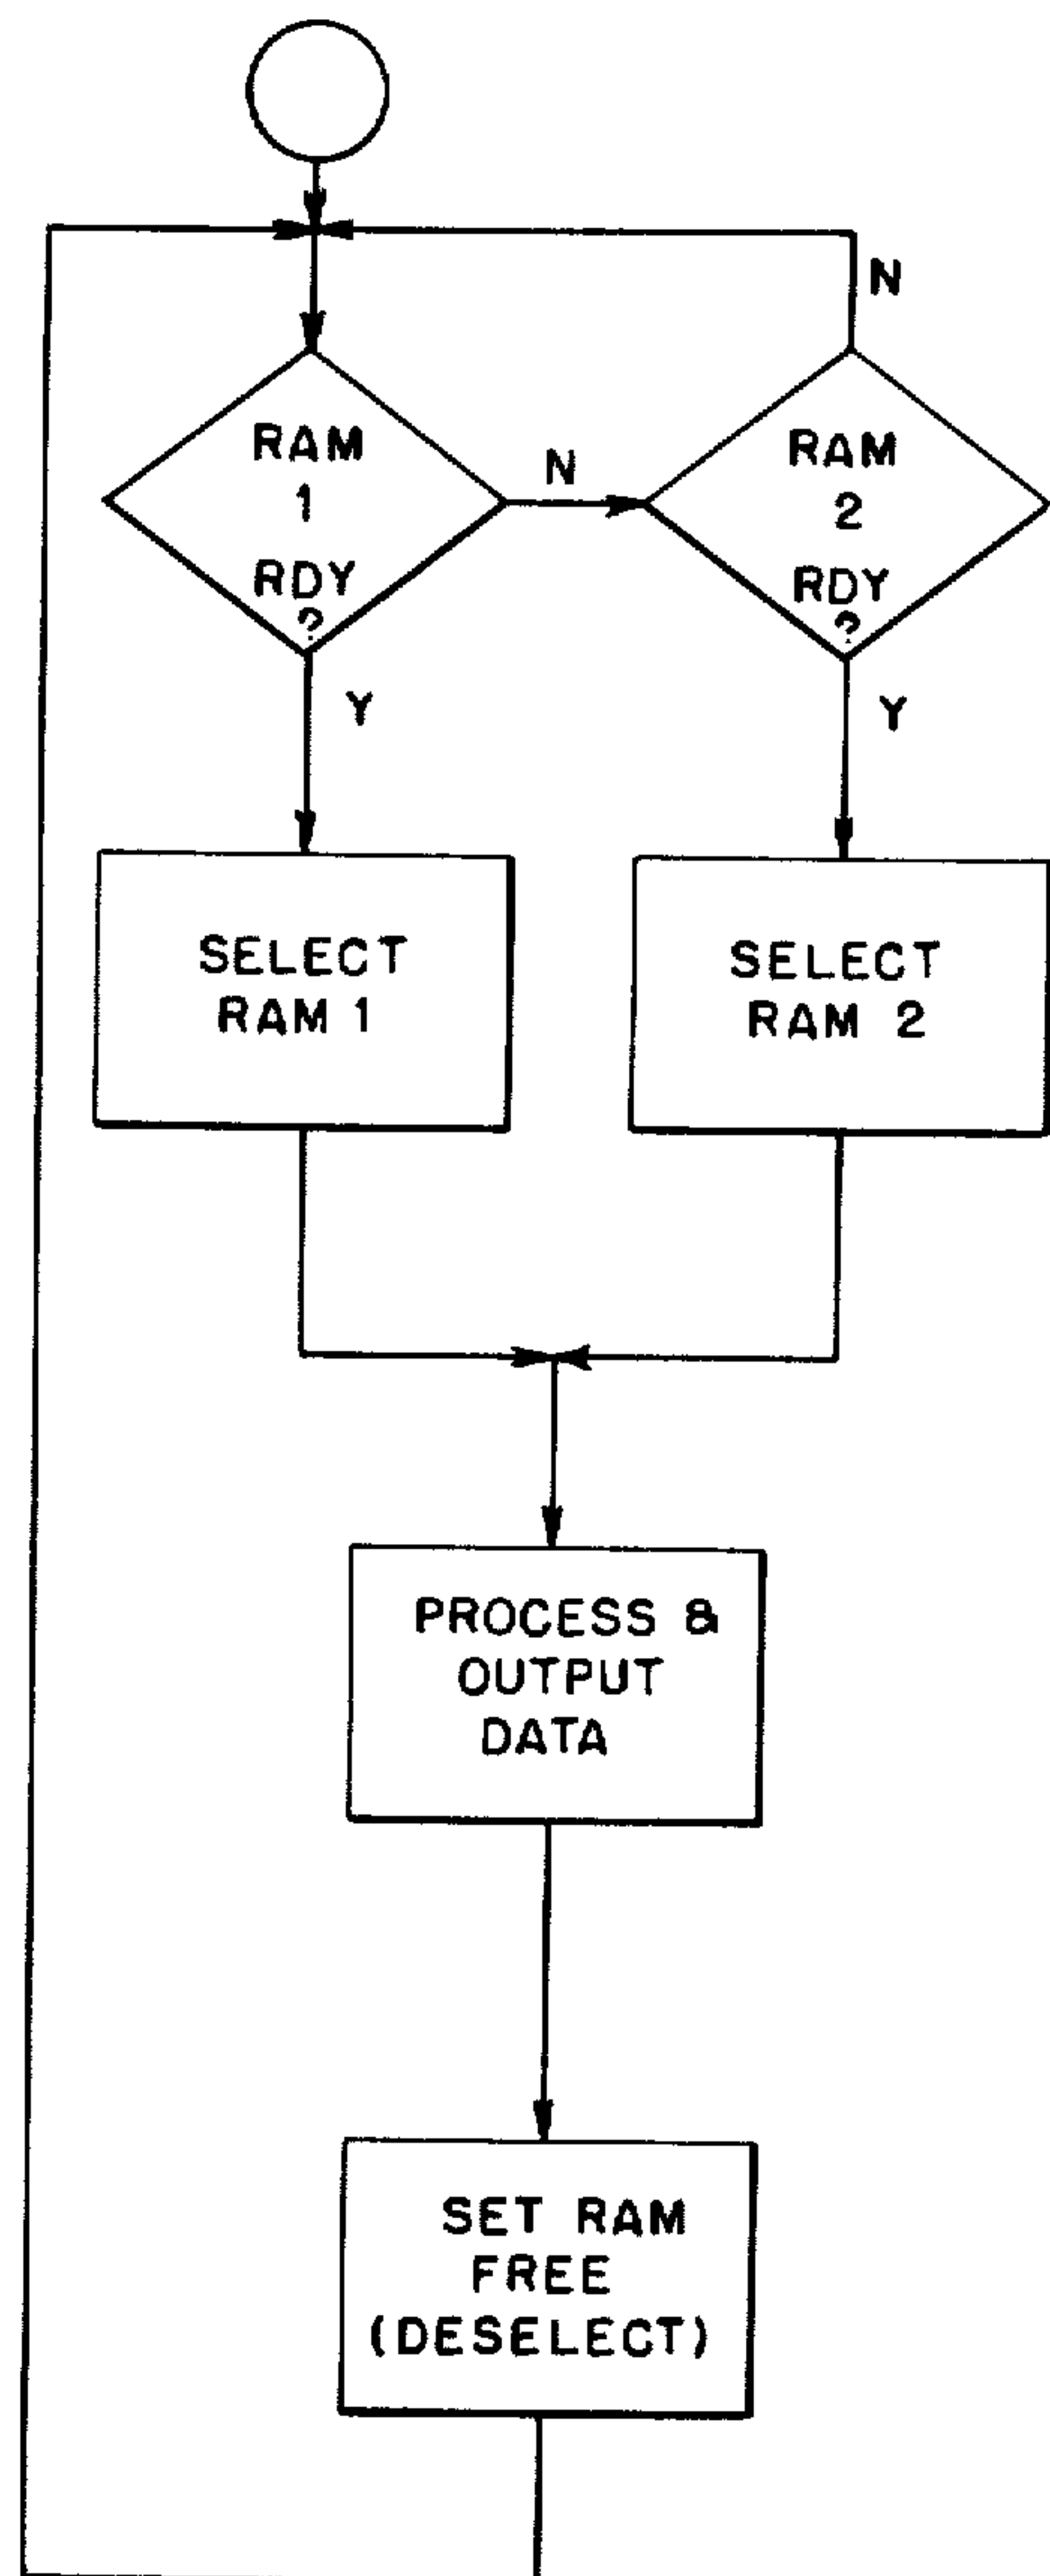 N
RAM
1
RDY
?
N
RAM
2
RDY
?
Y
Y
SELECT
RAM 1
SELECT
RAM 2
PROCESS &
OUTPUT
DATA
SET RAM
FREE
(DESELECT)